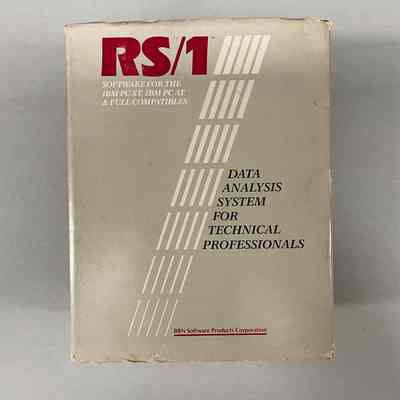 RS/1™
SOFTWARE FOR THE
IBM PC/XT, IBM PC AT
& FULL COMPATIBLES
DATA
ANALYSIS
SYSTEM
FOR
TECHNICAL
PROFESSIONALS
BBN Software Products Corporation